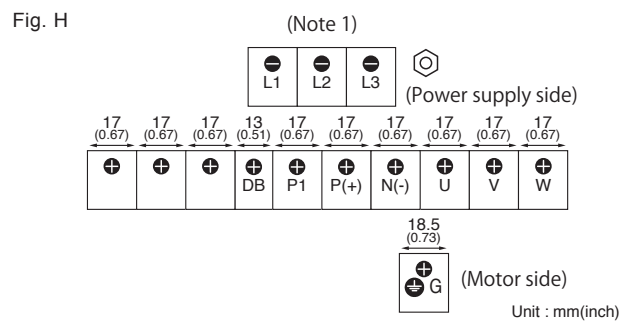 Fig. H
(Note 1)
L1 L2 L3
(Power supply side)
17 17 17 13 17 17 17 17 17 17
(0.67) (0.67) (0.67) (0.51) (0.67) (0.67) (0.67) (0.67) (0.67) (0.67)
DB P1 P(+) N(-) U V W
18.5
(0.73)
G
(Motor side)
Unit : mm(inch)